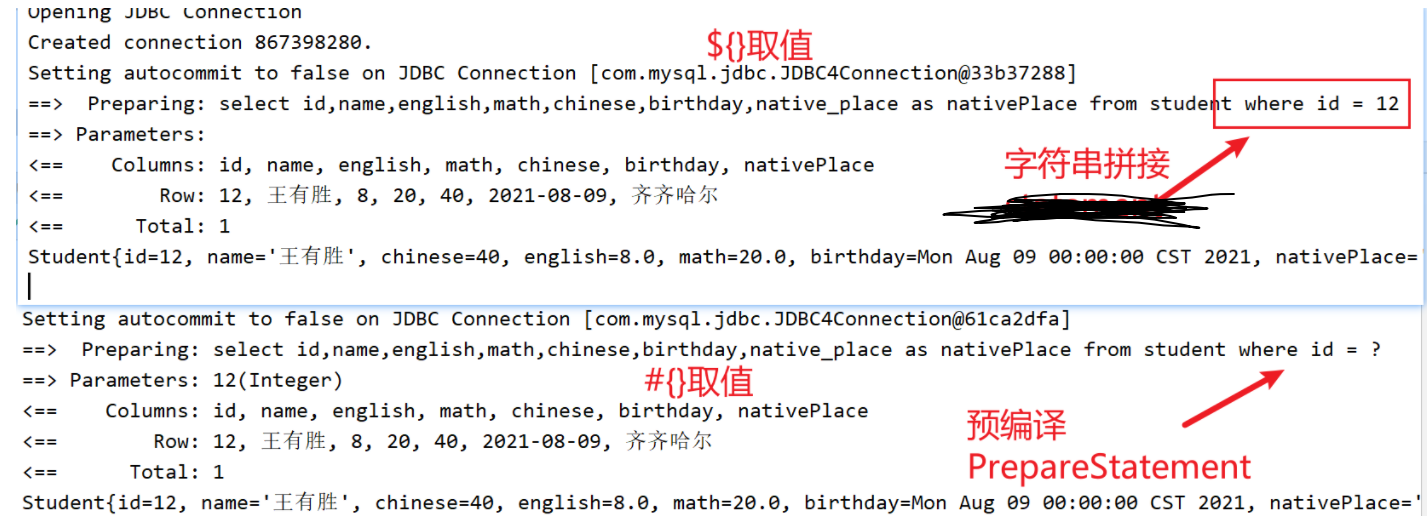 Opening JDBC Connection
Created connection 867398280.
${}取值
Setting autocommit to false on JDBC Connection [com.mysql.jdbc.JDBC4Connection@33b37288]
==>  Preparing: select id,name,english,math,chinese,birthday,native_place as nativePlace from student where id = 12
==> Parameters:
<==    Columns: id, name, english, math, chinese, birthday, nativePlace
字符串拼接
<==        Row: 12, 王有胜, 8, 20, 40, 2021-08-09, 齐齐哈尔
<==      Total: 1
Student{id=12, name='王有胜', chinese=40, english=8.0, math=20.0, birthday=Mon Aug 09 00:00:00 CST 2021, nativePlace=
Setting autocommit to false on JDBC Connection [com.mysql.jdbc.JDBC4Connection@61ca2dfa]
==>  Preparing: select id,name,english,math,chinese,birthday,native_place as nativePlace from student where id = ?
==> Parameters: 12(Integer)
#{}取值
<==    Columns: id, name, english, math, chinese, birthday, nativePlace
<==        Row: 12, 王有胜, 8, 20, 40, 2021-08-09, 齐齐哈尔
预编译
PrepareStatement
<==      Total: 1
Student{id=12, name='王有胜', chinese=40, english=8.0, math=20.0, birthday=Mon Aug 09 00:00:00 CST 2021, nativePlace='